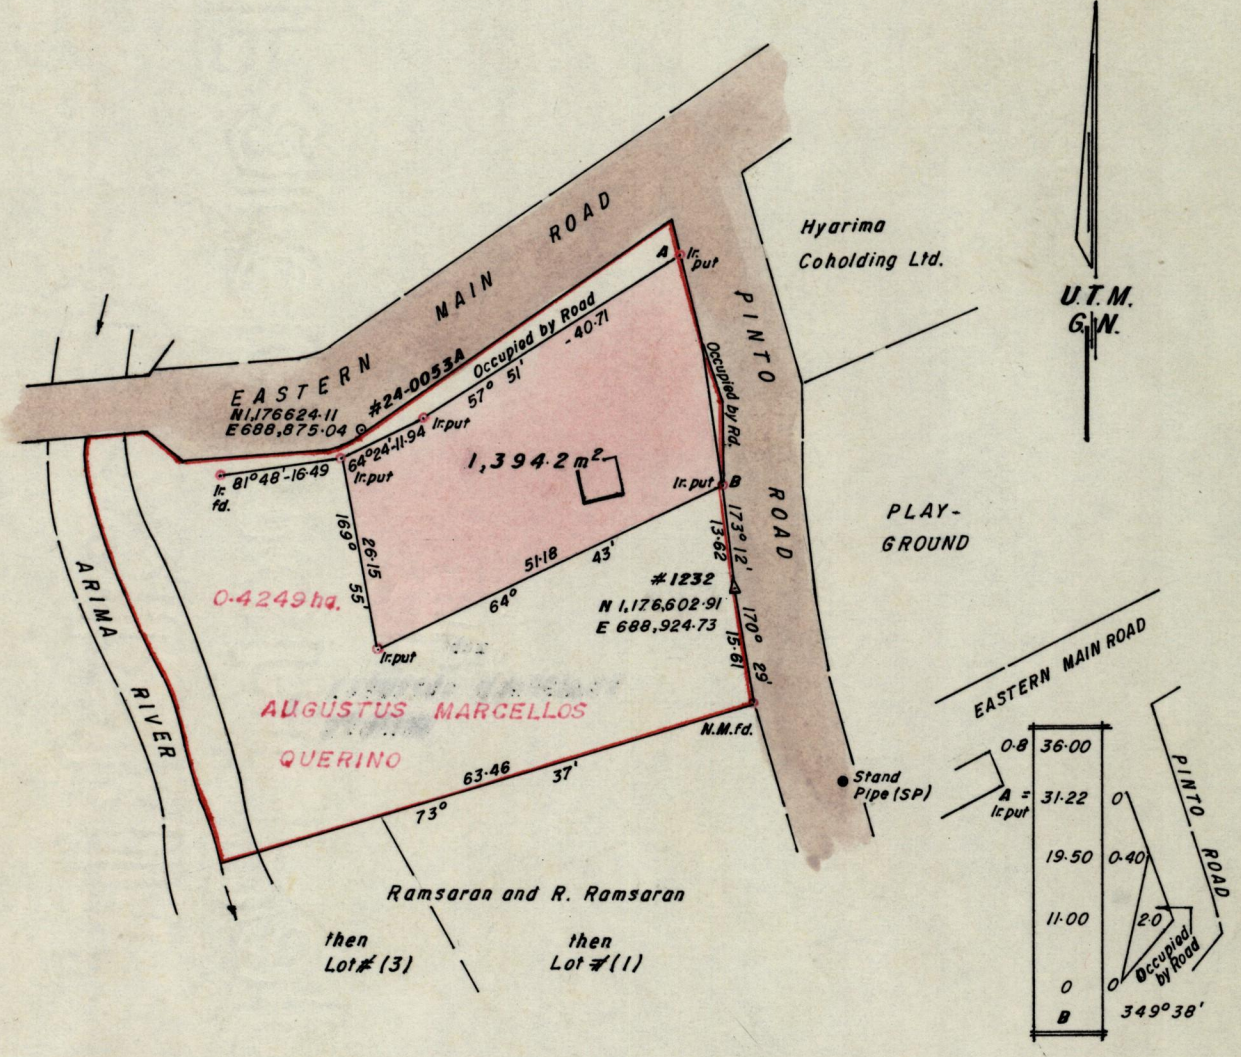 U.T.M.
G.N.
Hyarima
Coholding Ltd.
EASTERN MAIN ROAD
PINTO ROAD
A
Ir.
put
Occupied by Road
57° 51' - 40·71
#24-0053A
N1,176624·11
E688,875·04
64°24'-11·94
Ir.put
Ir.put
81°48'-16·49
Ir.
fd.
Occupied by Rd.
1,394·2 m²
Ir.put
B
169° 55'
26·15
51·18
64° 43'
Ir.put
173° 12'
13·62
#1232
N 1,176,602·91
E 688,924·73
170° 29'
15·61
N.M.fd.
PLAY-
GROUND
0·4249 ha.
ARIMA RIVER
AUGUSTUS MARCELLOS
QUERINO
63·46
73° 37'
Stand
Pipe (SP)
Ramsaran and R. Ramsaran
then
Lot # (3)
then
Lot # (1)
EASTERN MAIN ROAD
PINTO ROAD
0·8 36·00
A = 31·22 0
Ir.put
19·50 0·40
11·00 2·0
Occupied
by Road
0 0
B 349°38'